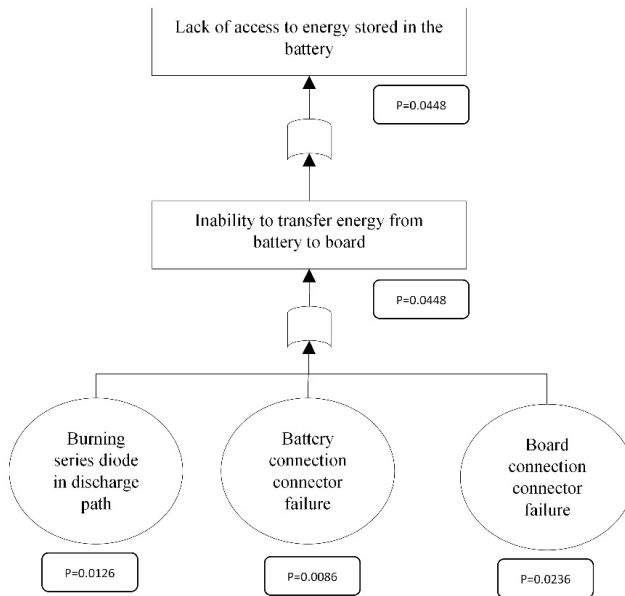 Lack of access to energy stored in the
battery
P=0.0448
Inability to transfer energy from
battery to board
P=0.0448
Burning
series diode
in discharge
path
Battery
connection
connector
failure
Board
connection
connector
failure
P=0.0126
P=0.0086
P=0.0236